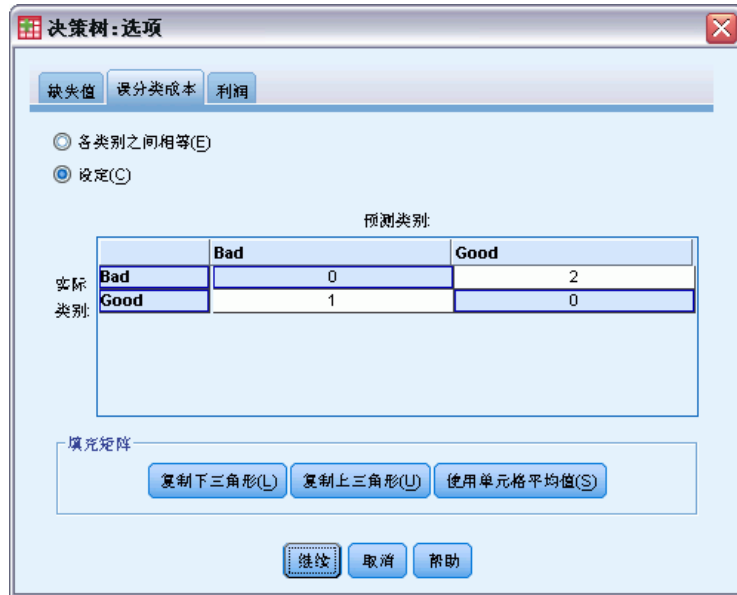 决策树:选项
缺失值 误分类成本 利润
各类别之间相等(E)
设定(C)
预测类别:
Bad Good
实际类别:
Bad 0 2
Good 1 0
填充矩阵
复制下三角形(L) 复制上三角形(U) 使用单元格平均值(S)
继续 取消 帮助